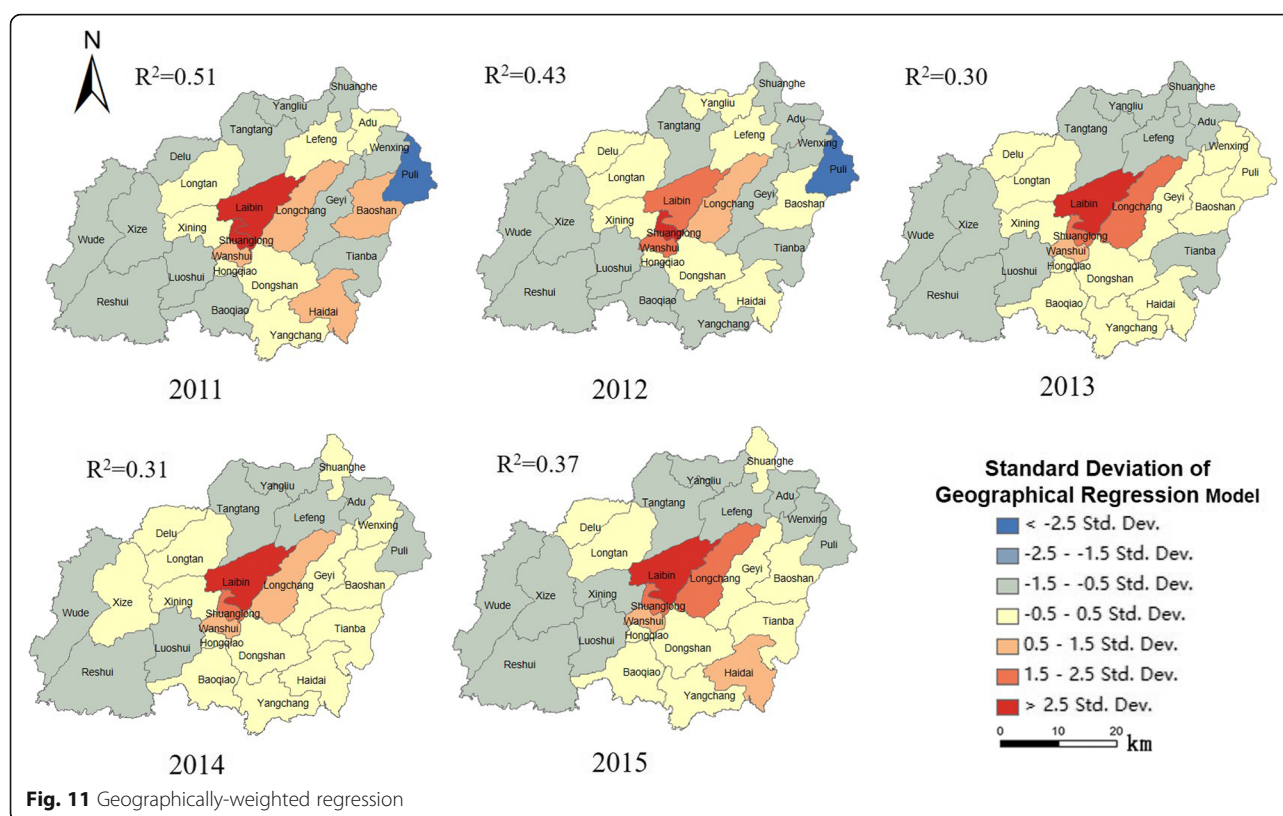 N
R²=0.51
Shuanghe
Yangliu
Adu
Tangtang
Lefeng
Wenxing
Delu
Puli
Longtan
Laibin
Longchang
Geyi
Baoshan
Xize
Xining
Wude
Shuanglong
Wanshui
Tianba
Hongqiao
Luoshui
Dongshan
Reshui
Baoqiao
Haidai
Yangchang
2011
R²=0.43
Shuanghe
Yangliu
Adu
Tangtang
Lefeng
Wenxing
Delu
Puli
Longtan
Laibin
Longchang
Geyi
Baoshan
Xize
Xining
Wude
Shuanglong
Wanshui
Tianba
Hongqiao
Luoshui
Dongshan
Reshui
Baoqiao
Haidai
Yangchang
2012
R²=0.30
Shuanghe
Yangliu
Adu
Tangtang
Lefeng
Wenxing
Delu
Puli
Longtan
Laibin
Longchang
Geyi
Baoshan
Xize
Xining
Wude
Shuanglong
Wanshui
Tianba
Hongqiao
Luoshui
Dongshan
Reshui
Baoqiao
Haidai
Yangchang
2013
R²=0.31
Shuanghe
Yangliu
Adu
Tangtang
Lefeng
Wenxing
Delu
Puli
Longtan
Laibin
Longchang
Geyi
Baoshan
Xize
Xining
Wude
Shuanglong
Wanshui
Tianba
Hongqiao
Luoshui
Dongshan
Reshui
Baoqiao
Haidai
Yangchang
2014
R²=0.37
Shuanghe
Yangliu
Adu
Tangtang
Lefeng
Wenxing
Delu
Puli
Longtan
Laibin
Longchang
Geyi
Baoshan
Xize
Xining
Wude
Shuanglong
Wanshui
Tianba
Hongqiao
Luoshui
Dongshan
Reshui
Baoqiao
Haidai
Yangchang
2015
Standard Deviation of
Geographical Regression Model
< -2.5 Std. Dev.
-2.5 - -1.5 Std. Dev.
-1.5 - -0.5 Std. Dev.
-0.5 - 0.5 Std. Dev.
0.5 - 1.5 Std. Dev.
1.5 - 2.5 Std. Dev.
> 2.5 Std. Dev.
0 10 20
km
Fig. 11 Geographically-weighted regression